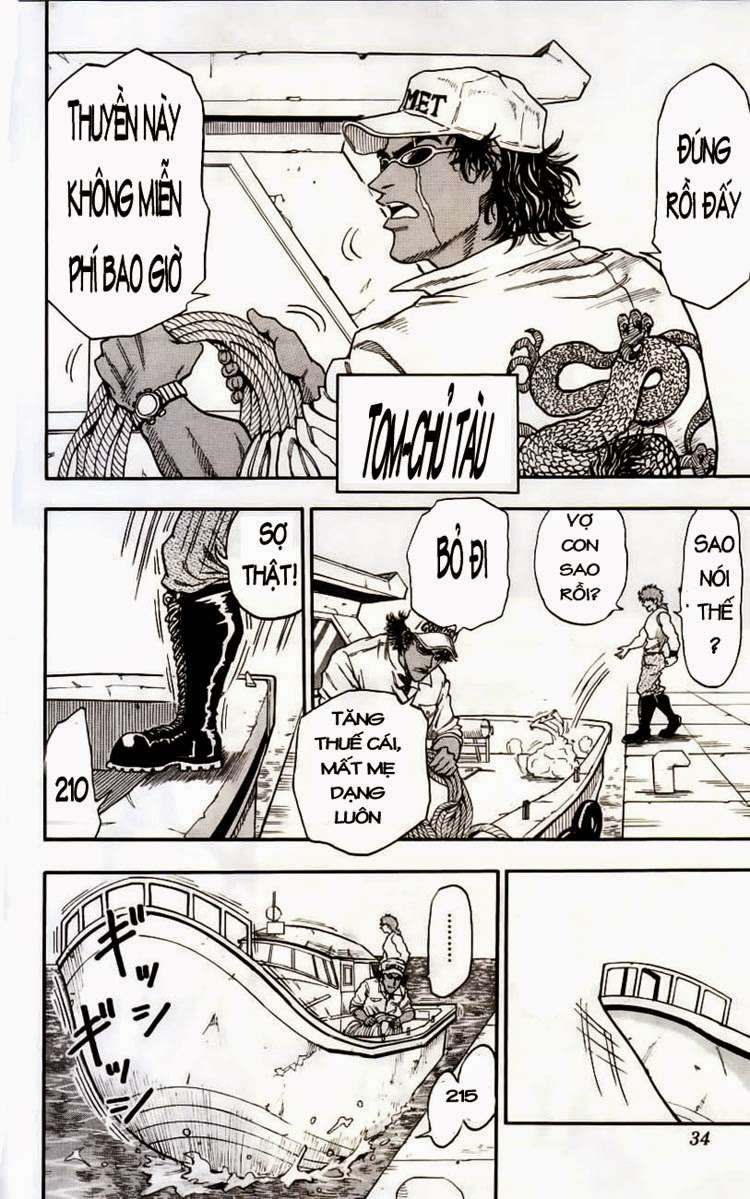 ĐÚNG
RỒI ĐẤY
MET
THUYỀN NÀY
KHÔNG MIỄN
PHÍ BAO GIỜ
TOM-CHỦ TÀU
SAO
NÓI
THẾ
?
VỢ
CON
SAO
RỒI?
BỎ ĐI
TĂNG
THUẾ CÁI,
MẤT MẸ
DẠNG
LUÔN
SỢ
THẬT!
210
.......
ギッ
ギッ
215
34